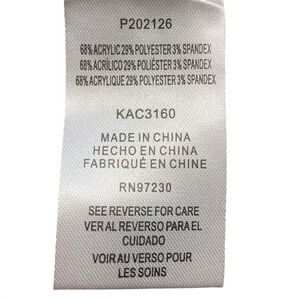 P202126
68% ACRYLIC 29% POLYESTER 3% SPANDEX
68% ACRÍLICO 29% POLIÉSTER 3% SPANDEX
68% ACRYLIQUE 29% POLYESTER 3% SPANDEX
KAC3160
MADE IN CHINA
HECHO EN CHINA
FABRIQUÉ EN CHINE
RN97230
SEE REVERSE FOR CARE
VER AL REVERSO PARA EL
CUIDADO
VOIR AU VERSO POUR
LES SOINS